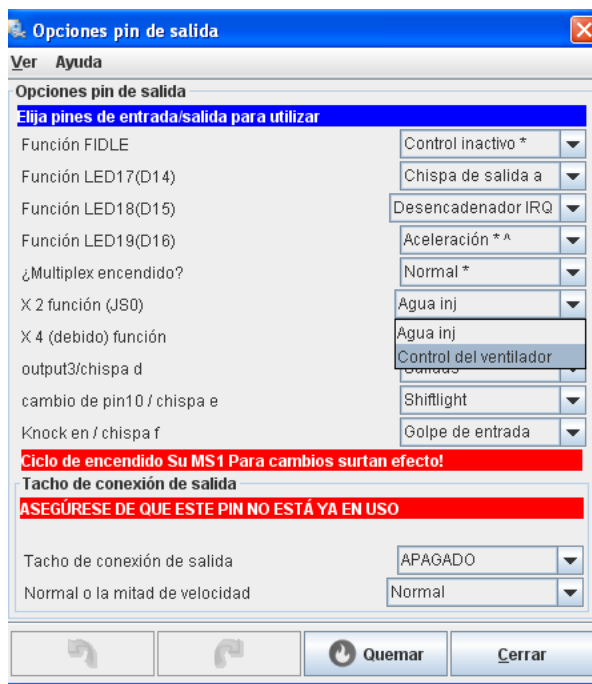 Opciones pin de salida
Ver Ayuda
Opciones pin de salida
Elija pines de entrada/salida para utilizar
Función FIDLE Control inactivo *
Función LED17(D14) Chispa de salida a
Función LED18(D15) Desencadenador IRQ
Función LED19(D16) Aceleración * ^
¿Multiplex encendido? Normal *
X 2 función (JS0) Agua inj
X 4 (debido) función Agua inj
Control del ventilador
output3/chispa d
cambio de pin10 / chispa e Shiftlight
Knock en / chispa f Golpe de entrada
Ciclo de encendido Su MS1 Para cambios surtan efecto!
Tacho de conexión de salida
ASEGÚRESE DE QUE ESTE PIN NO ESTÁ YA EN USO
Tacho de conexión de salida APAGADO
Normal o la mitad de velocidad Normal
Quemar Cerrar